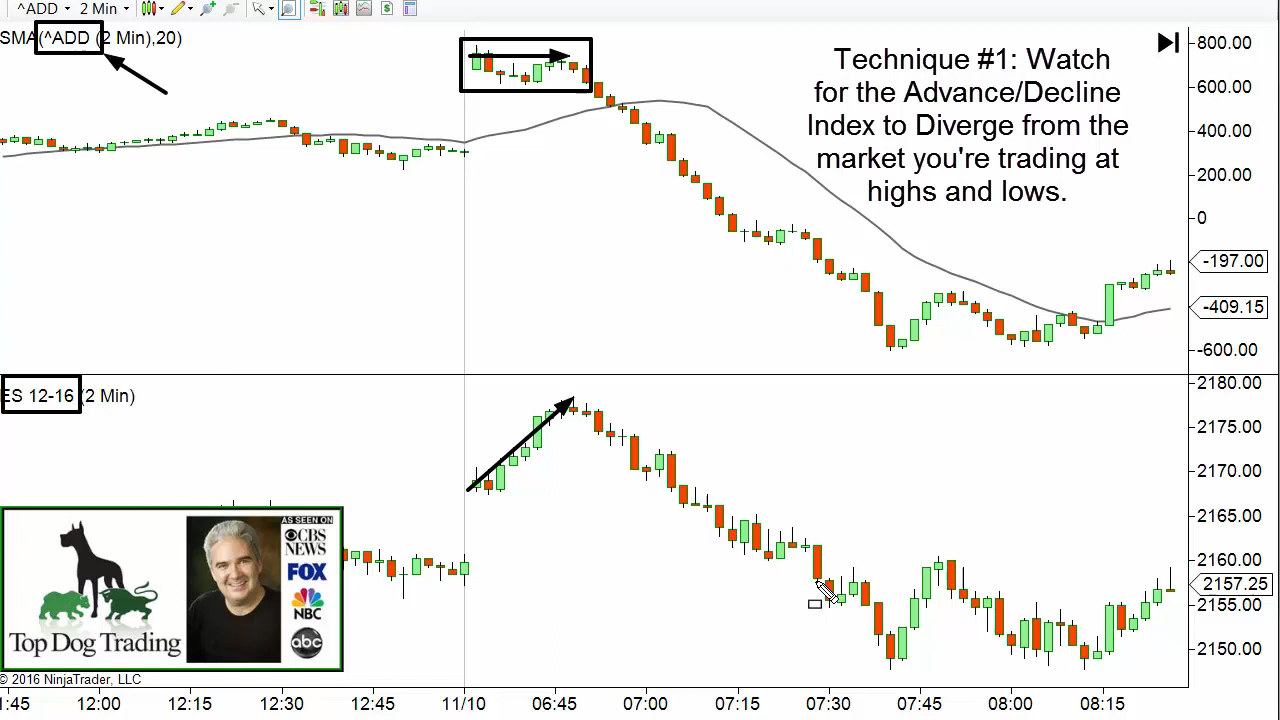 ^ADD 2 Min
SMA(^ADD (2 Min),20)
Technique #1: Watch
for the Advance/Decline
Index to Diverge from the
market you're trading at
highs and lows.
800.00
600.00
400.00
200.00
0
-197.00
-409.15
-600.00
ES 12-16 (2 Min)
2180.00
2175.00
2170.00
2165.00
2160.00
2157.25
2155.00
2150.00
AS SEEN ON
CBS
NEWS
FOX
NBC
abc
Top Dog Trading
© 2016 NinjaTrader, LLC
:45 12:00 12:15 12:30 12:45 11/10 06:45 07:00 07:15 07:30 07:45 08:00 08:15